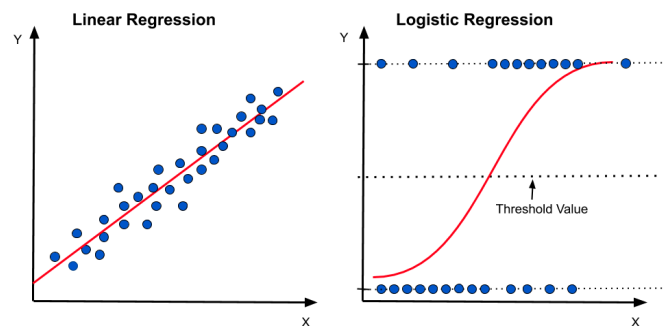 Linear Regression
Y
X
Logistic Regression
Y
Threshold Value
X